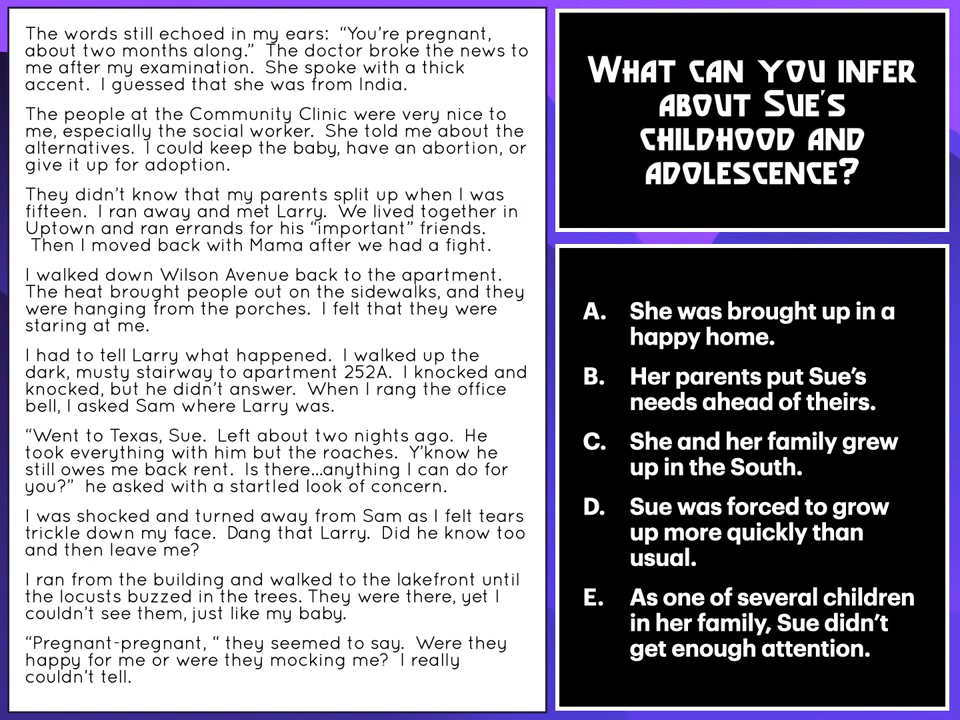 The words still echoed in my ears:  “You’re pregnant,
about two months along.”  The doctor broke the news to
me after my examination.  She spoke with a thick
accent.  I guessed that she was from India.
The people at the Community Clinic were very nice to
me, especially the social worker.  She told me about the
alternatives.  I could keep the baby, have an abortion, or
give it up for adoption.
They didn’t know that my parents split up when I was
fifteen.  I ran away and met Larry.  We lived together in
Uptown and ran errands for his “important” friends.
Then I moved back with Mama after we had a fight.
I walked down Wilson Avenue back to the apartment.
The heat brought people out on the sidewalks, and they
were hanging from the porches.  I felt that they were
staring at me.
I had to tell Larry what happened.  I walked up the
dark, musty stairway to apartment 252A.  I knocked and
knocked, but he didn’t answer.  When I rang the office
bell, I asked Sam where Larry was.
“Went to Texas, Sue.  Left about two nights ago.  He
took everything with him but the roaches.  Y’know he
still owes me back rent.  Is there...anything I can do for
you?”  he asked with a startled look of concern.
I was shocked and turned away from Sam as I felt tears
trickle down my face.  Dang that Larry.  Did he know too
and then leave me?
I ran from the building and walked to the lakefront until
the locusts buzzed in the trees. They were there, yet I
couldn’t see them, just like my baby.
“Pregnant-pregnant, “ they seemed to say.  Were they
happy for me or were they mocking me?  I really
couldn’t tell.
What can you infer
about Sue’s
childhood and
adolescence?
A. She was brought up in a
happy home.
B. Her parents put Sue’s
needs ahead of theirs.
C. She and her family grew
up in the South.
D. Sue was forced to grow
up more quickly than
usual.
E. As one of several children
in her family, Sue didn’t
get enough attention.